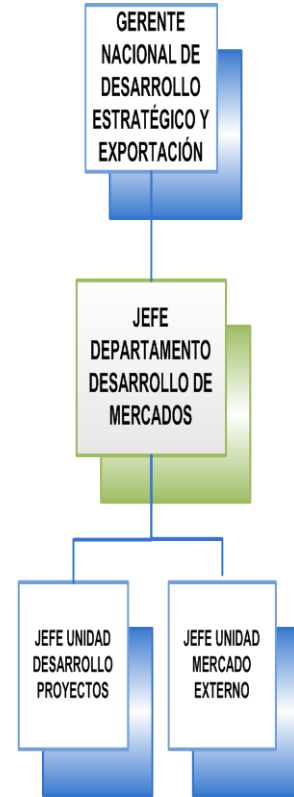 GERENTE
NACIONAL DE
DESARROLLO
ESTRATÉGICO Y
EXPORTACIÓN
JEFE
DEPARTAMENTO
DESARROLLO DE
MERCADOS
JEFE UNIDAD
DESARROLLO
PROYECTOS
JEFE UNIDAD
MERCADO
EXTERNO